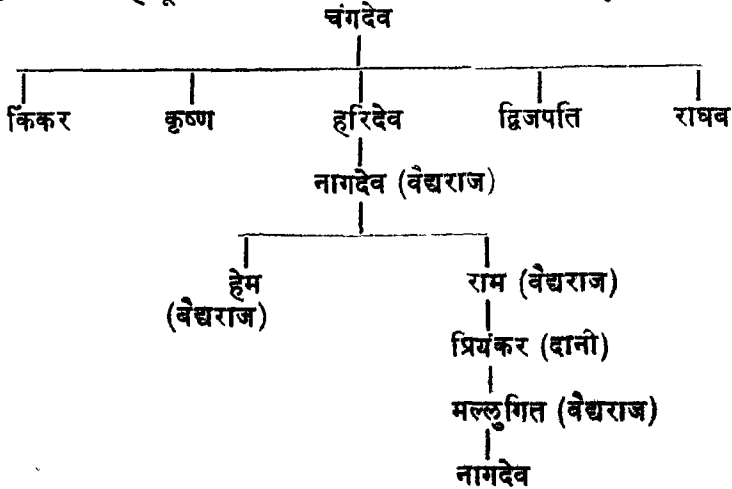 चंगदेव
किंकर कृष्ण हरिदेव द्विजपति राघव
नागदेव (वैद्यराज)
हेम राम (वैद्यराज)
(वैद्यराज)
प्रियंकर (दानी)
मल्लुगित (वैद्यराज)
नागदेव